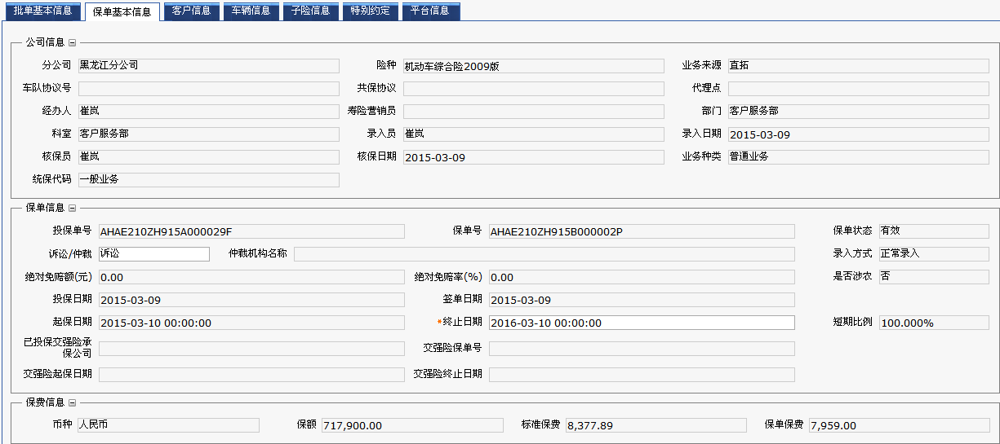 批单基本信息 保单基本信息 客户信息 车辆信息 子险信息 特别约定 平台信息
公司信息
分公司 黑龙江分公司 险种 机动车综合险2009版 业务来源 直拓
车队协议号 共保协议 代理点
经办人 崔岚 寿险营销员 部门 客户服务部
科室 客户服务部 录入员 崔岚 录入日期 2015-03-09
核保员 崔岚 核保日期 2015-03-09 业务种类 普通业务
统保代码 一般业务
保单信息
投保单号 AHAE210ZH915A000029F 保单号 AHAE210ZH915B000002P 保单状态 有效
诉讼/仲裁 诉讼 仲裁机构名称 录入方式 正常录入
绝对免赔额(元) 0.00 绝对免赔率(%) 0.00 是否涉农 否
投保日期 2015-03-09 签单日期 2015-03-09
起保日期 2015-03-10 00:00:00 *终止日期 2016-03-10 00:00:00 短期比例 100.000%
已投保交强险承
保公司 交强险保单号
交强险起保日期 交强险终止日期
保费信息
币种 人民币 保额 717,900.00 标准保费 8,377.89 保单保费 7,959.00